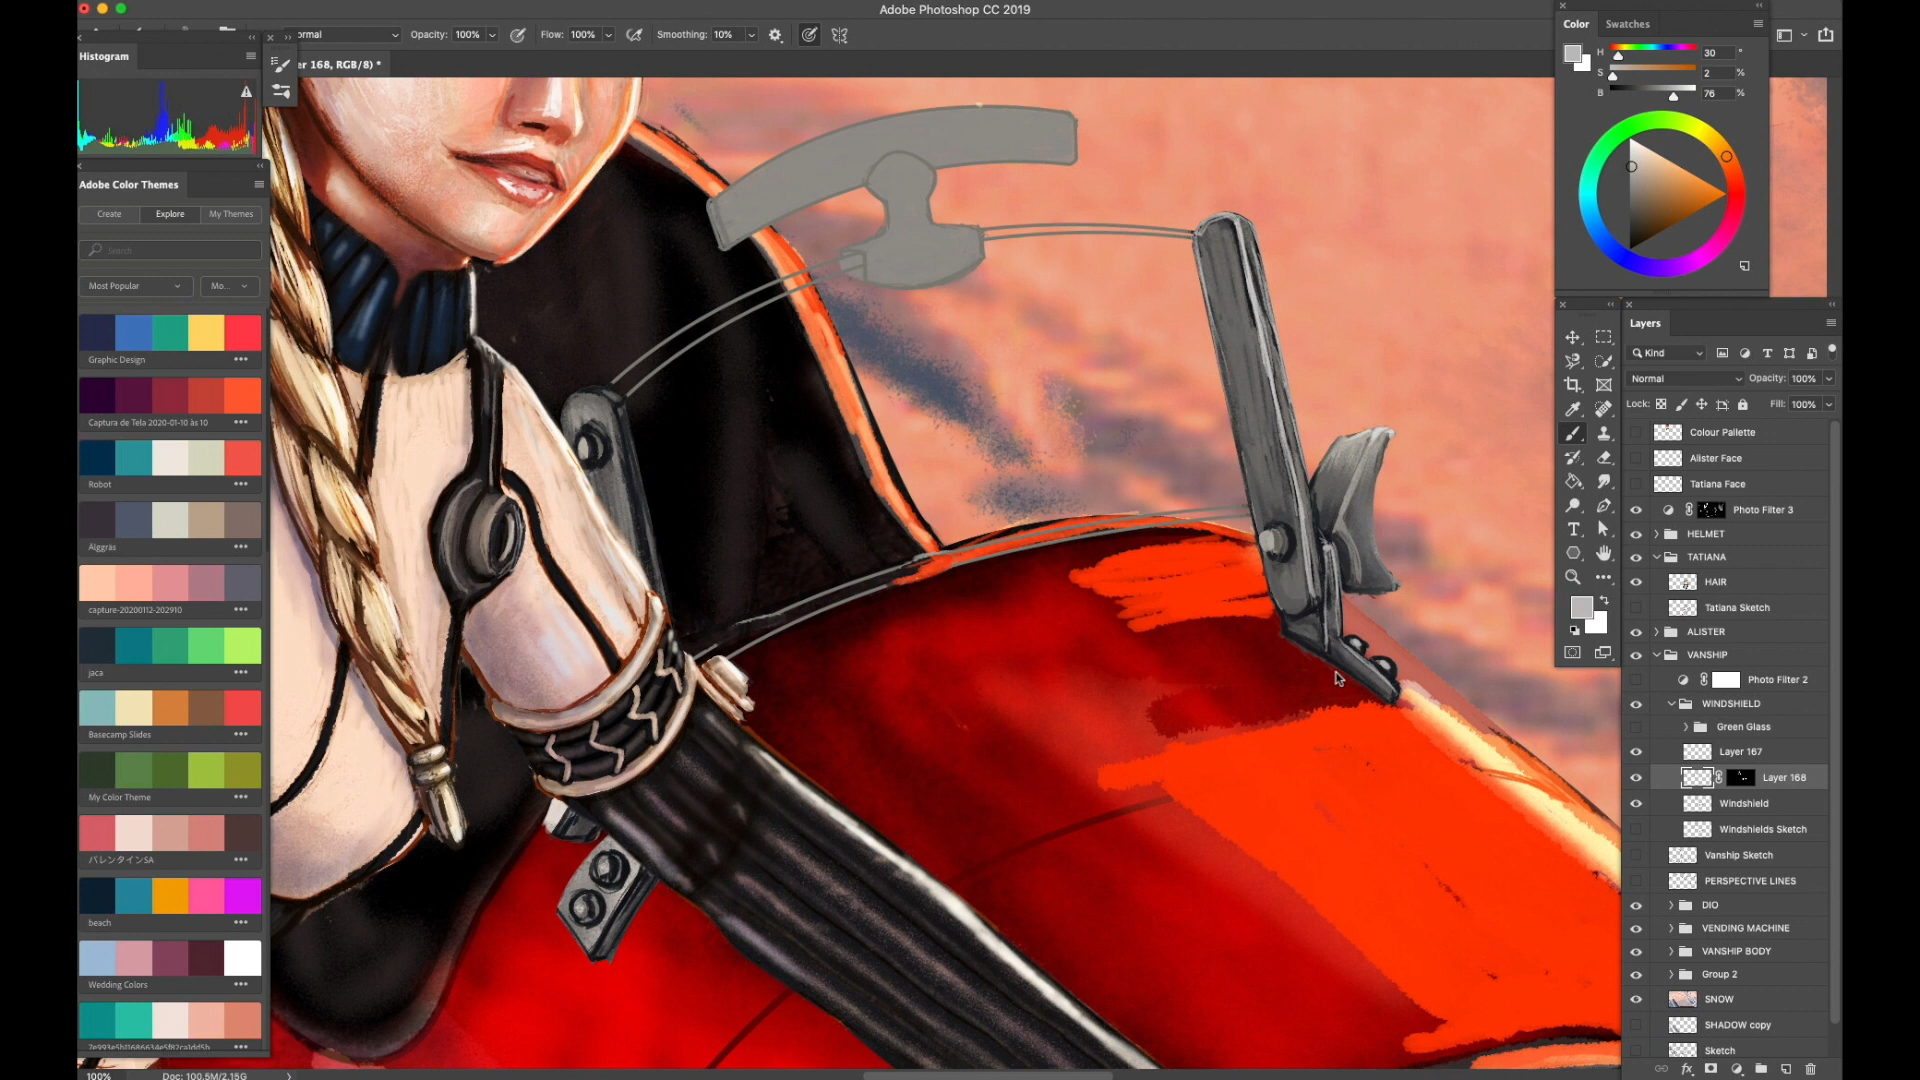 Adobe Photoshop CC 2019
Opacity: 100% Flow: 100% Smoothing: 10%
RGB/8) *
Histogram
Adobe Color Themes
Create Explore My Themes
Search
Most Popular Mo...
Graphic Design
Captura de Tela 2020-01-10 às 10
Robot
Älggräs
capture-20200112-202910
jaca
Basecamp Slides
My Color Theme
バレンタインSA
beach
Wedding Colors
100% Doc: 100.5M/2.15G
Color Swatches
H 30 °
S 2 %
B 76 %
Layers
Kind
Normal Opacity: 100%
Lock: Fill: 100%
Colour Pallette
Alister Face
Tatiana Face
Photo Filter 3
HELMET
TATIANA
HAIR
Tatiana Sketch
ALISTER
VANSHIP
Photo Filter 2
WINDSHIELD
Green Glass
Layer 167
Layer 168
Windshield
Windshields Sketch
Vanship Sketch
PERSPECTIVE LINES
DIO
VENDING MACHINE
VANSHIP BODY
Group 2
SNOW
SHADOW copy
Sketch